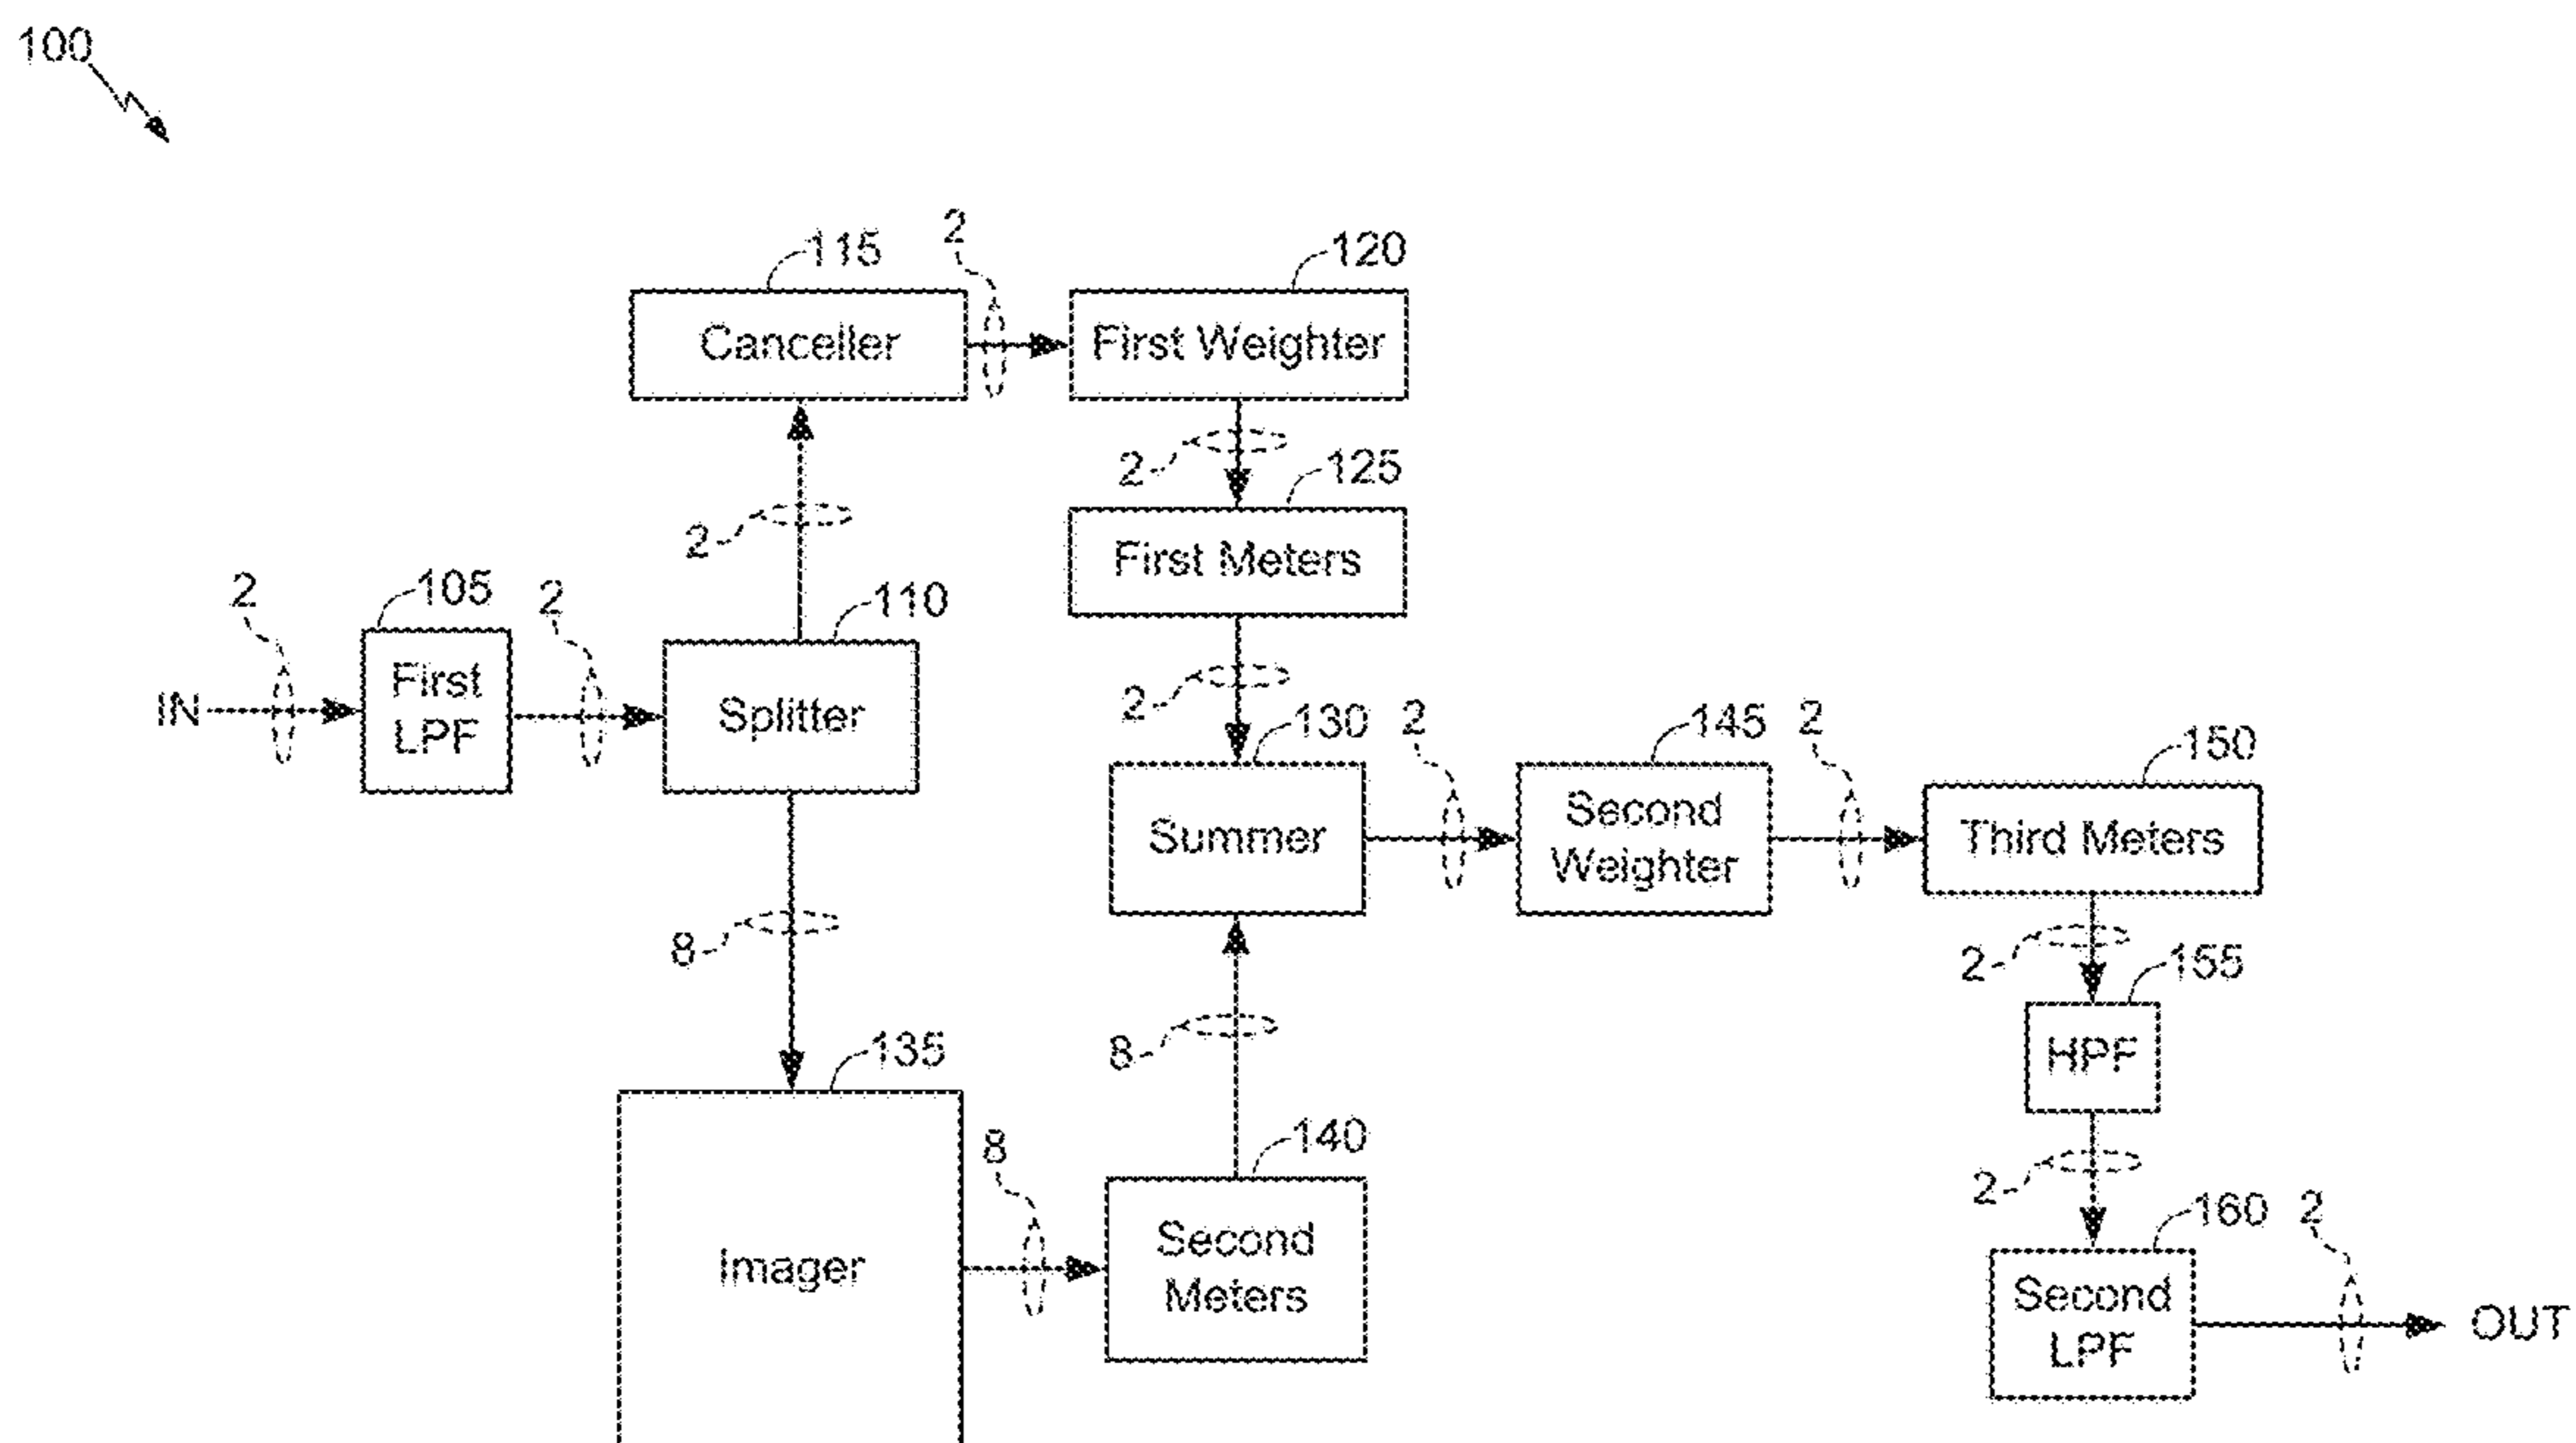 100
115
2
120
Canceller
First Weighter
2
125
2
First Meters
2
105
2
110
IN
First
LPF
Splitter
2
130
2
145
2
150
Summer
Second
Weighter
Third Meters
8
2
155
HPF
8
135
8
140
2
160
2
Imager
Second
Meters
Second
LPF
OUT